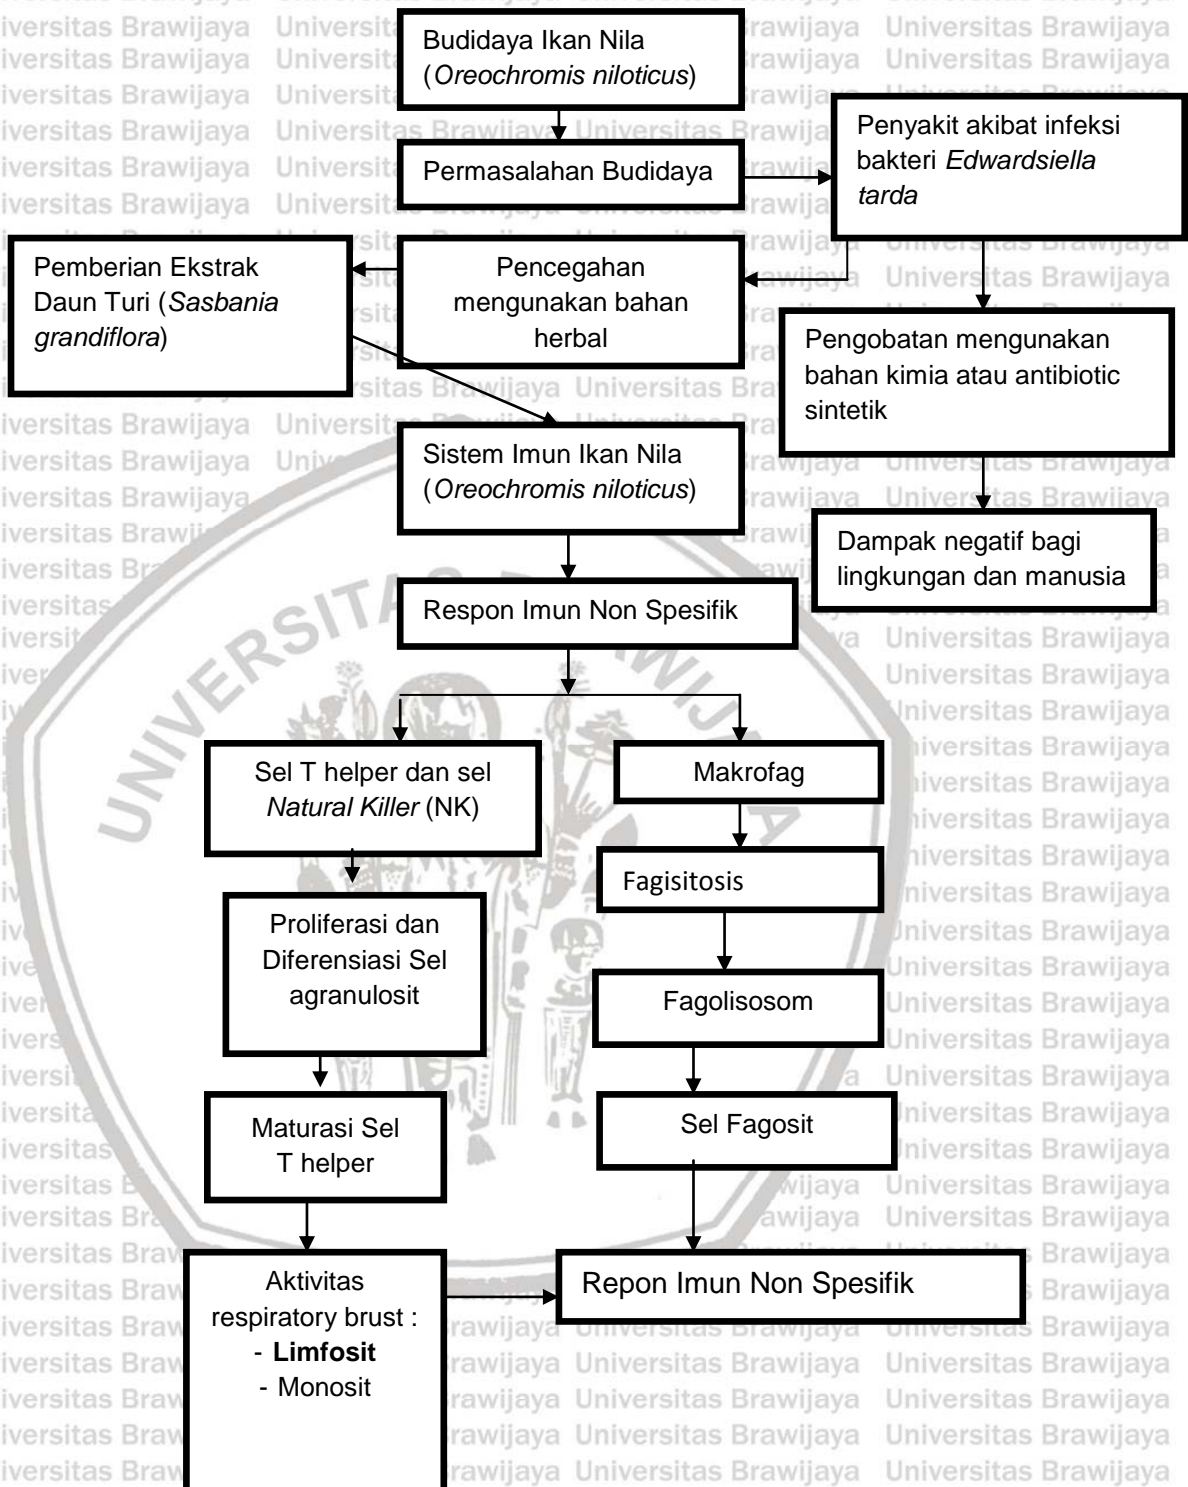 Budidaya Ikan Nila
(Oreochromis niloticus)
Permasalahan Budidaya
Penyakit akibat infeksi
bakteri Edwardsiella
tarda
Pemberian Ekstrak
Daun Turi (Sasbania
grandiflora)
Pencegahan
mengunakan bahan
herbal
Pengobatan mengunakan
bahan kimia atau antibiotic
sintetik
Sistem Imun Ikan Nila
(Oreochromis niloticus)
Dampak negatif bagi
lingkungan dan manusia
Respon Imun Non Spesifik
Sel T helper dan sel
Natural Killer (NK)
Makrofag
Fagisitosis
Proliferasi dan
Diferensiasi Sel
agranulosit
Fagolisosom
Maturasi Sel
T helper
Sel Fagosit
Aktivitas
respiratory brust :
- Limfosit
- Monosit
Repon Imun Non Spesifik